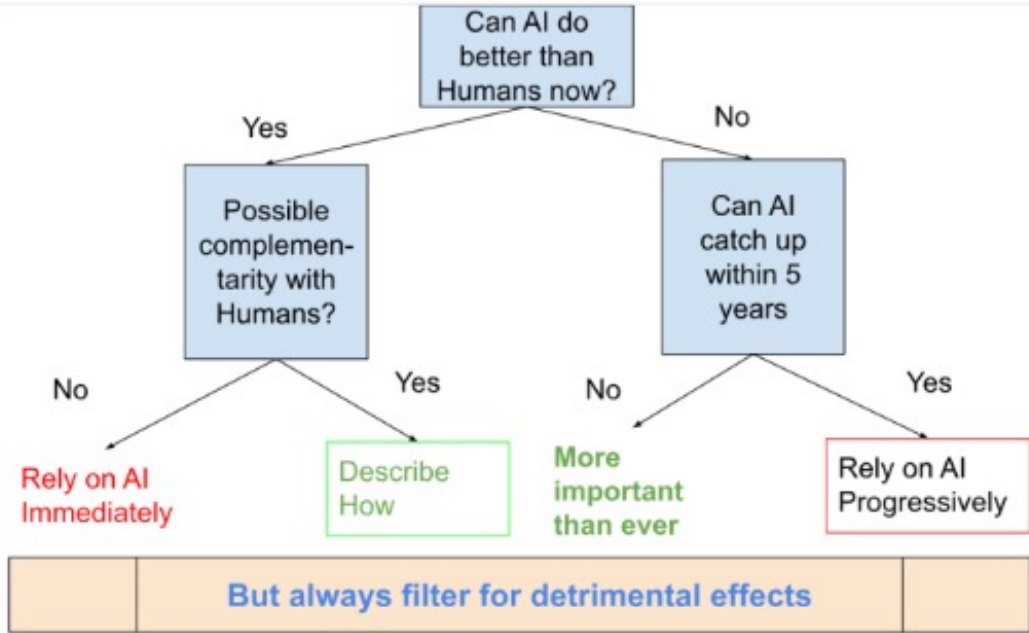 Can AI do
better than
Humans now?
Yes
No
Possible
complemen-
tarity with
Humans?
Can AI
catch up
within 5
years
No
Yes
No
Yes
Rely on AI
Immediately
Describe
How
More
important
than ever
Rely on AI
Progressively
But always filter for detrimental effects